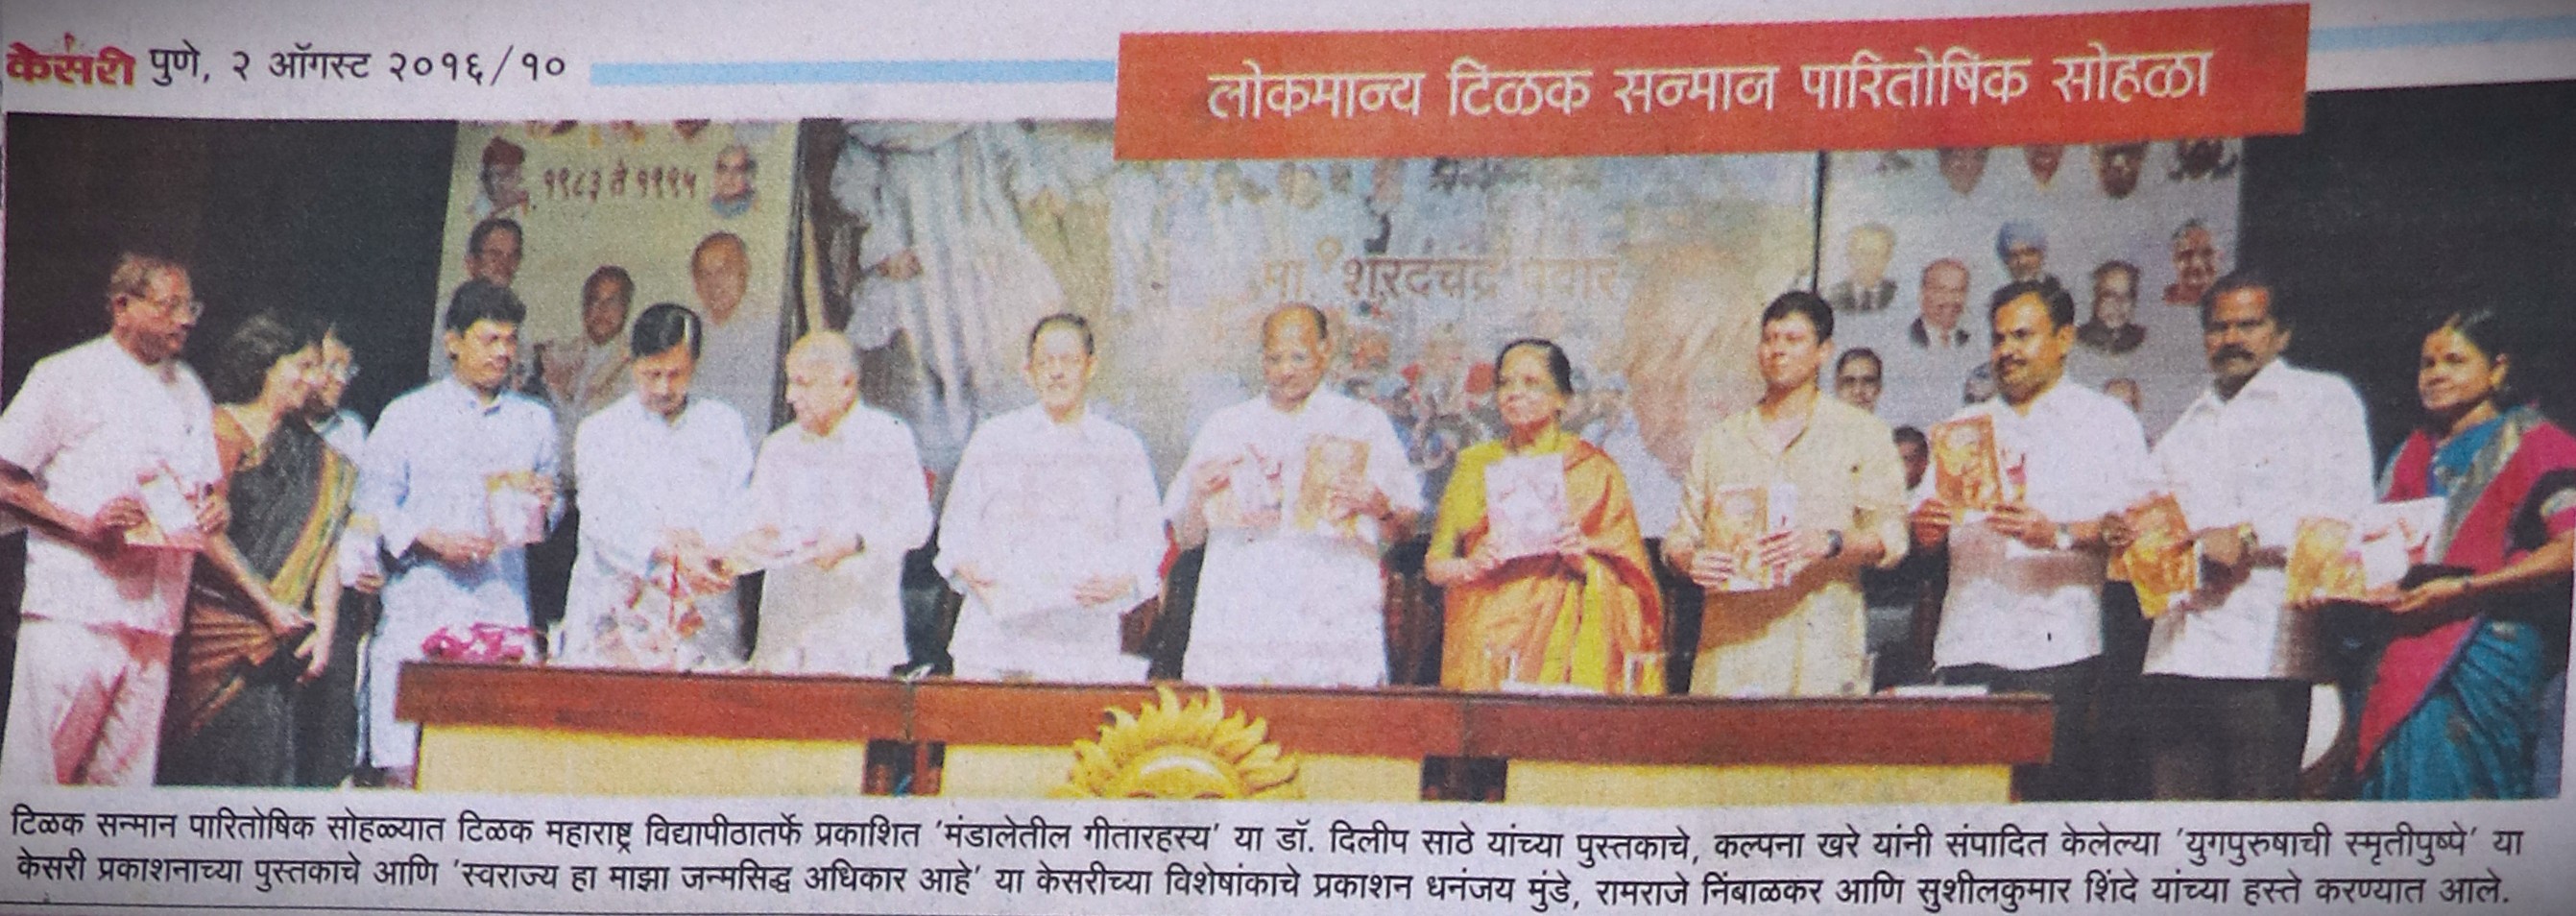 केसरी पुणे, २ ऑगस्ट २०१६/१०
लोकमान्य टिळक सन्मान पारितोषिक सोहळा
१९८३ ते १९९५
मा. शरदचंद्र पवार
टिळक सन्मान पारितोषिक सोहळ्यात टिळक महाराष्ट्र विद्यापीठातर्फे प्रकाशित 'मंडालेतील गीतारहस्य' या डॉ. दिलीप साठे यांच्या पुस्तकाचे, कल्पना खरे यांनी संपादित केलेल्या 'युगपुरुषाची स्मृतीपुष्पे' या
केसरी प्रकाशनाच्या पुस्तकाचे आणि 'स्वराज्य हा माझा जन्मसिद्ध अधिकार आहे' या केसरीच्या विशेषांकाचे प्रकाशन धनंजय मुंडे, रामराजे निंबाळकर आणि सुशीलकुमार शिंदे यांच्या हस्ते करण्यात आले.